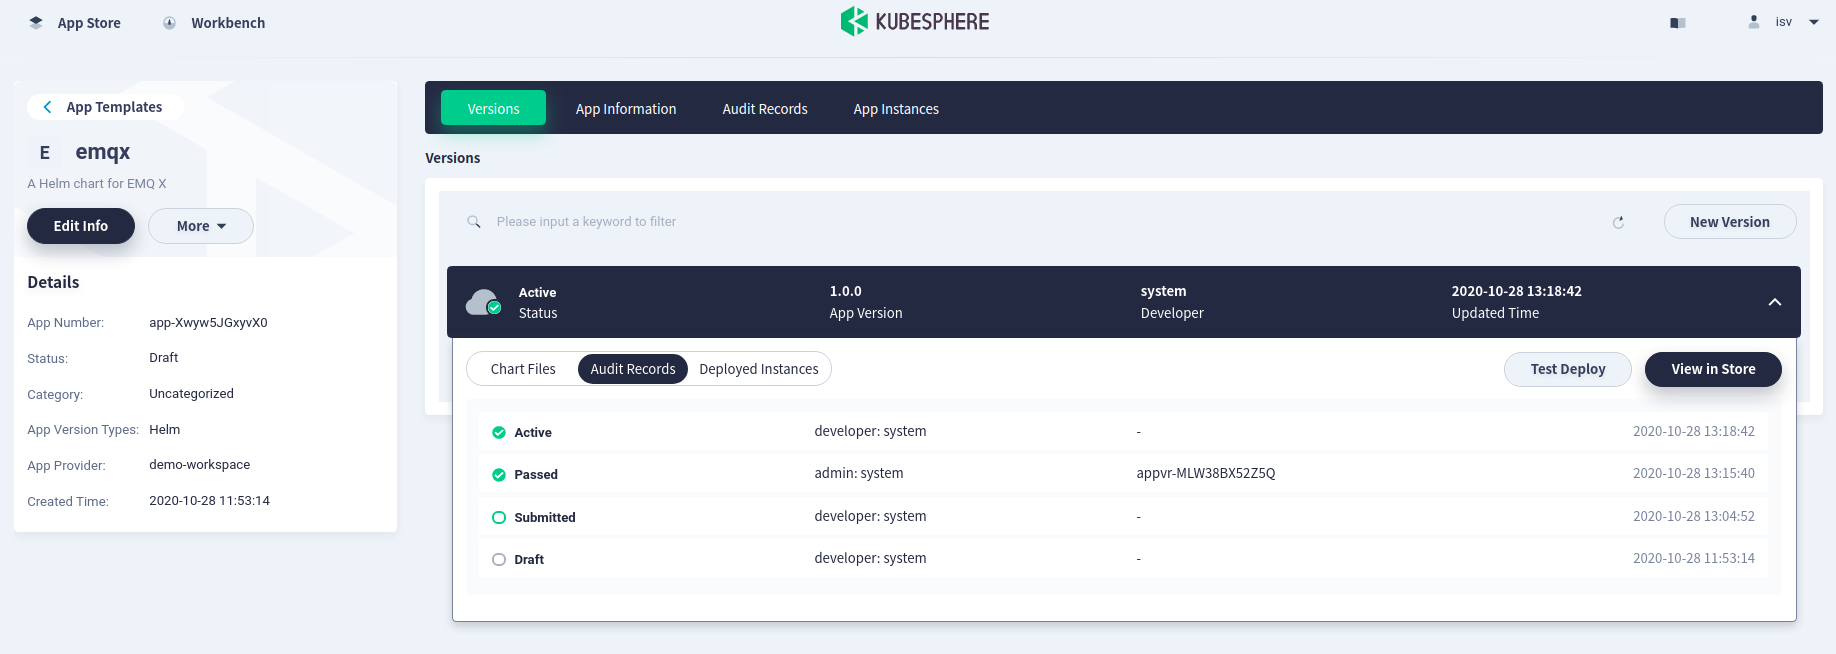 App Store
Workbench
KUBESPHERE
isv
App Templates
E
emqx
A Helm chart for EMQ X
Edit Info
More
Details
App Number: app-Xwyw5JGxyvX0
Status: Draft
Category: Uncategorized
App Version Types: Helm
App Provider: demo-workspace
Created Time: 2020-10-28 11:53:14
Versions
App Information
Audit Records
App Instances
Versions
Please input a keyword to filter
New Version
Active
Status
1.0.0
App Version
system
Developer
2020-10-28 13:18:42
Updated Time
Chart Files
Audit Records
Deployed Instances
Test Deploy
View in Store
Active developer: system - 2020-10-28 13:18:42
Passed admin: system appvr-MLW38BX52Z5Q 2020-10-28 13:15:40
Submitted developer: system - 2020-10-28 13:04:52
Draft developer: system - 2020-10-28 11:53:14